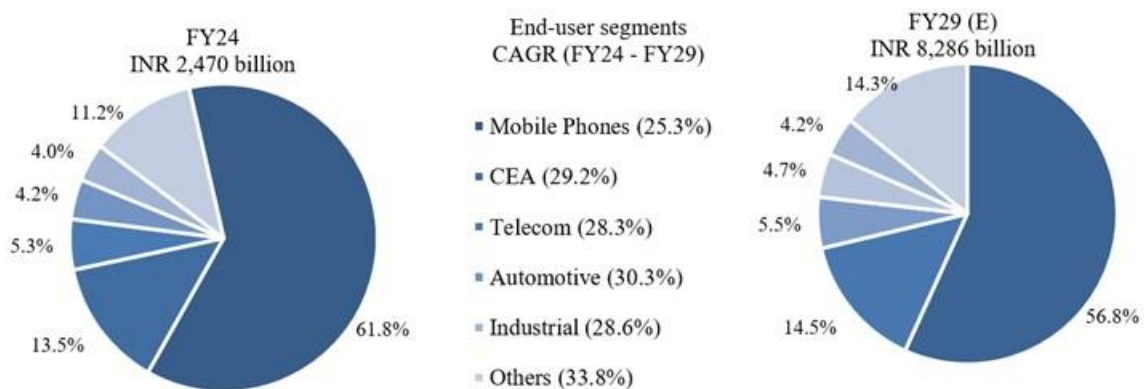 FY24
INR 2,470 billion
11.2%
4.0%
4.2%
5.3%
13.5%
61.8%
End-user segments
CAGR (FY24 - FY29)
Mobile Phones (25.3%)
CEA (29.2%)
Telecom (28.3%)
Automotive (30.3%)
Industrial (28.6%)
Others (33.8%)
FY29 (E)
INR 8,286 billion
14.3%
4.2%
4.7%
5.5%
14.5%
56.8%